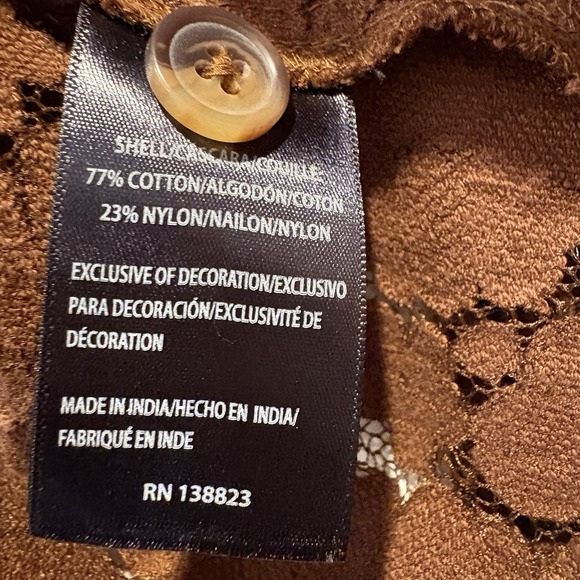 SHELL/CASCARA/COUILLE
77% COTTON/ALGODÓN/COTON
23% NYLON/NAILON/NYLON
EXCLUSIVE OF DECORATION/EXCLUSIVO
PARA DECORACIÓN/EXCLUSIVITÉ DE
DÉCORATION
MADE IN INDIA/HECHO EN INDIA/
FABRIQUÉ EN INDE
RN 138823